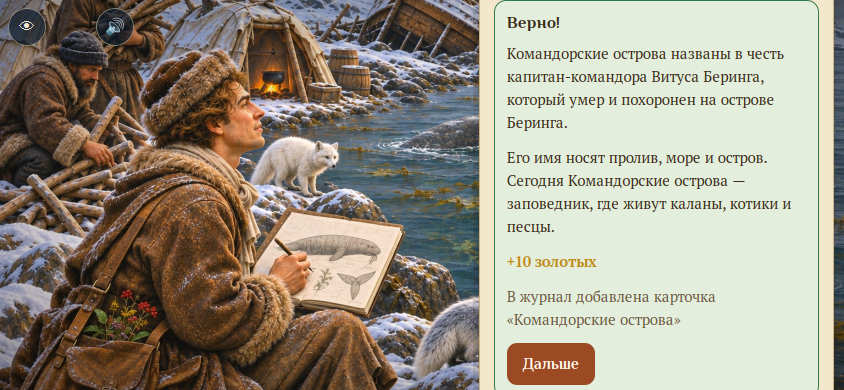 Верно!
Командорские острова названы в честь
капитан-командора Витуса Беринга,
который умер и похоронен на острове
Беринга.
Его имя носят пролив, море и остров.
Сегодня Командорские острова —
заповедник, где живут каланы, котики и
песцы.
+10 золотых
В журнал добавлена карточка
«Командорские острова»
Дальше